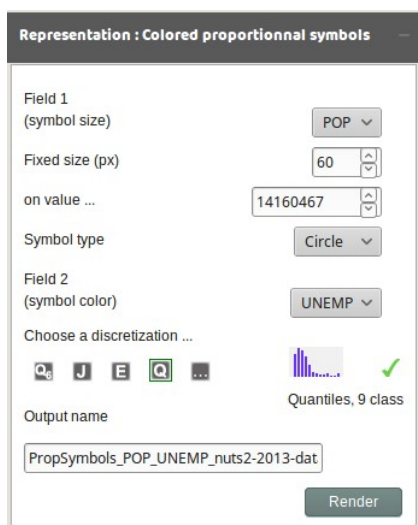 Representation : Colored proportionnal symbols
Field 1
(symbol size)
POP
Fixed size (px)
60
on value ...
14160467
Symbol type
Circle
Field 2
(symbol color)
UNEMP
Choose a discretization ...
Q6 J E Q ...
Quantiles, 9 class
Output name
PropSymbols_POP_UNEMP_nuts2-2013-dat
Render